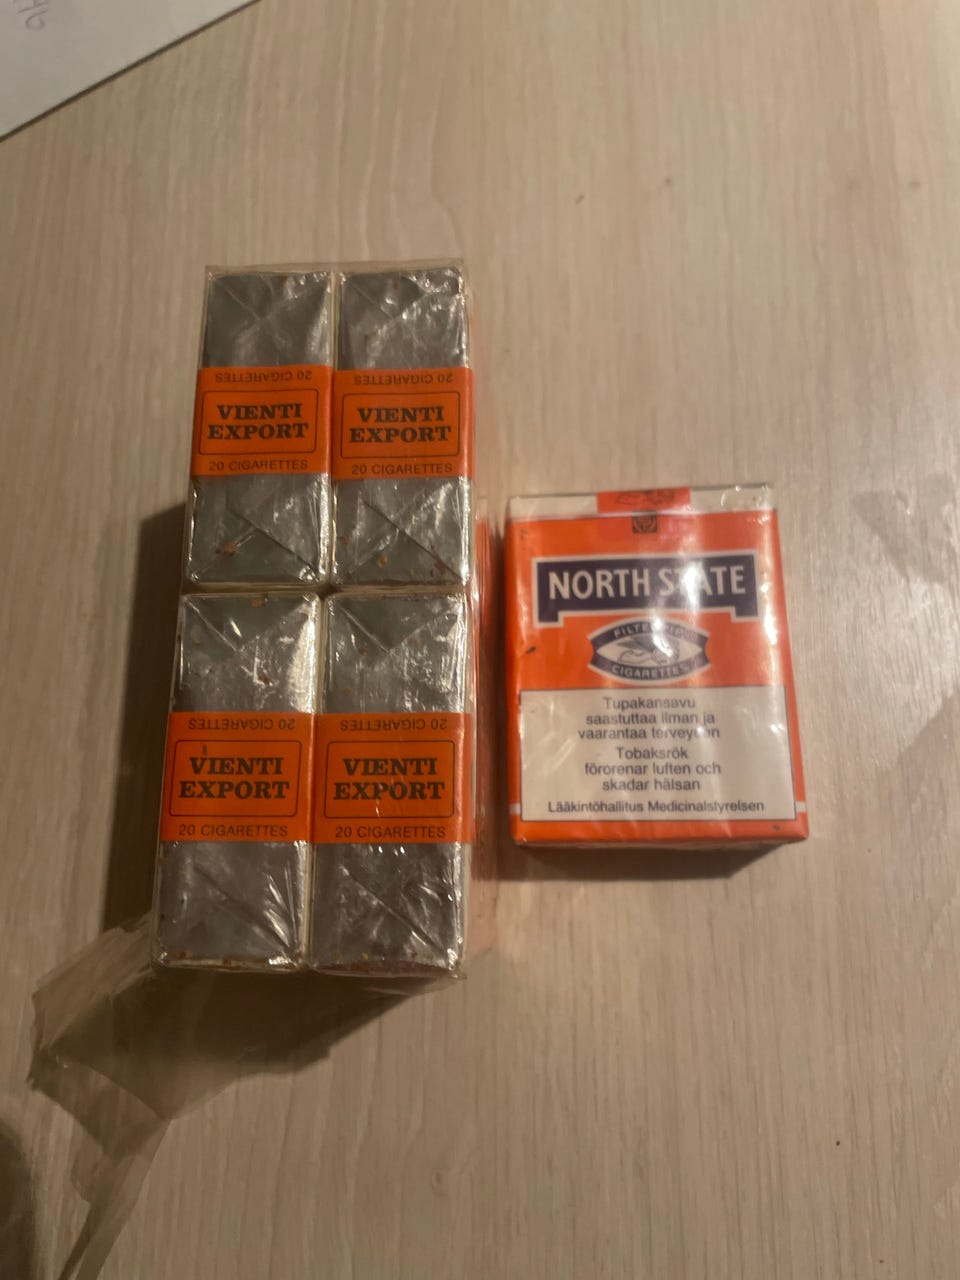 20 CIGARETTES
VIENTI
EXPORT
20 CIGARETTES
20 CIGARETTES
VIENTI
EXPORT
20 CIGARETTES
20 CIGARETTES
VIENTI
EXPORT
20 CIGARETTES
20 CIGARETTES
VIENTI
EXPORT
20 CIGARETTES
NORTH STATE
CIGARETTES
Tupakansavu
saastuttaa ilman ja
vaarantaa terveyden
Tobaksrök
förorenar luften och
skadar hälsan
Lääkintöhallitus Medicinalstyrelsen